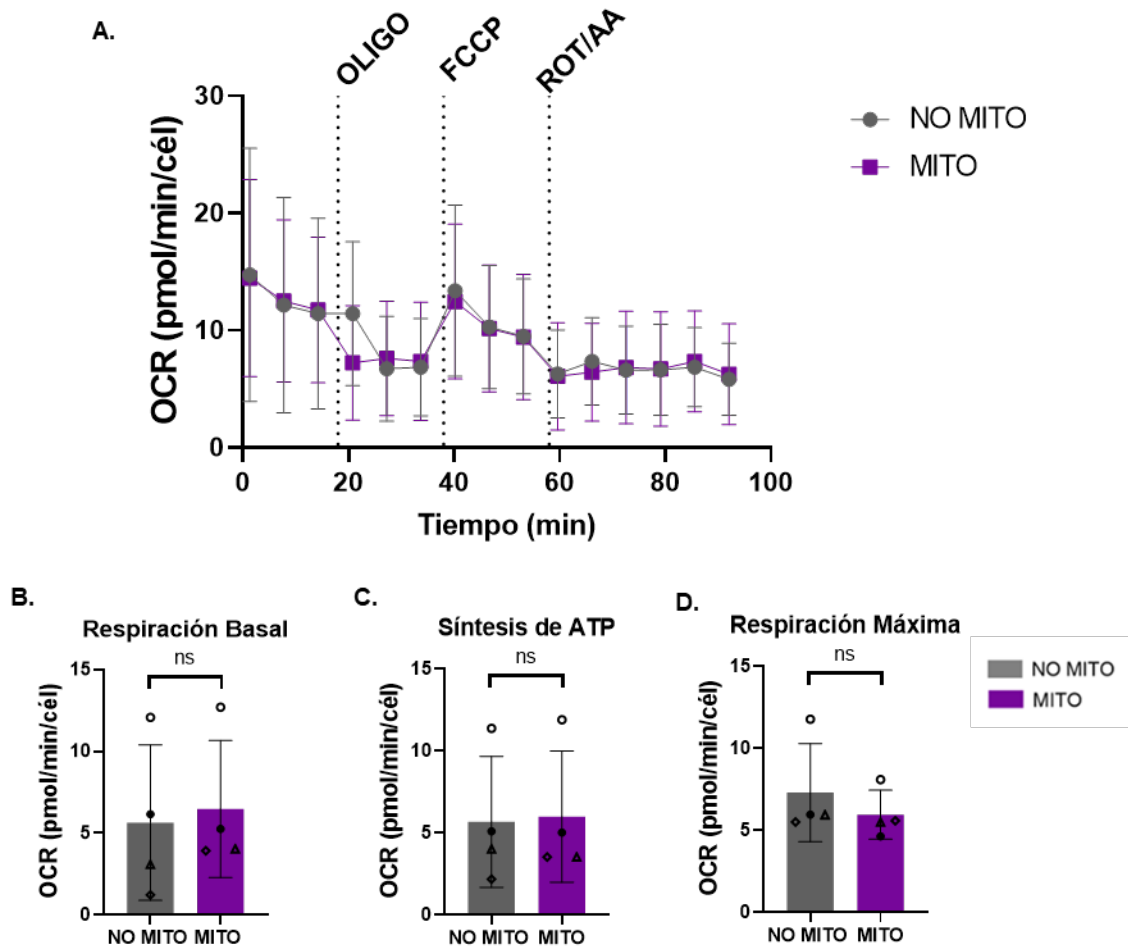 A.
OLIGO
FCCP
ROT/AA
30
20
10
0
OCR (pmol/min/cél)
0 20 40 60 80 100
Tiempo (min)
NO MITO
MITO
B.
Respiración Basal
ns
15
10
5
0
OCR (pmol/min/cél)
NO MITO MITO
C.
Síntesis de ATP
ns
15
10
5
0
OCR (pmol/min/cél)
NO MITO MITO
D.
Respiración Máxima
ns
15
10
5
0
OCR (pmol/min/cél)
NO MITO MITO
NO MITO
MITO